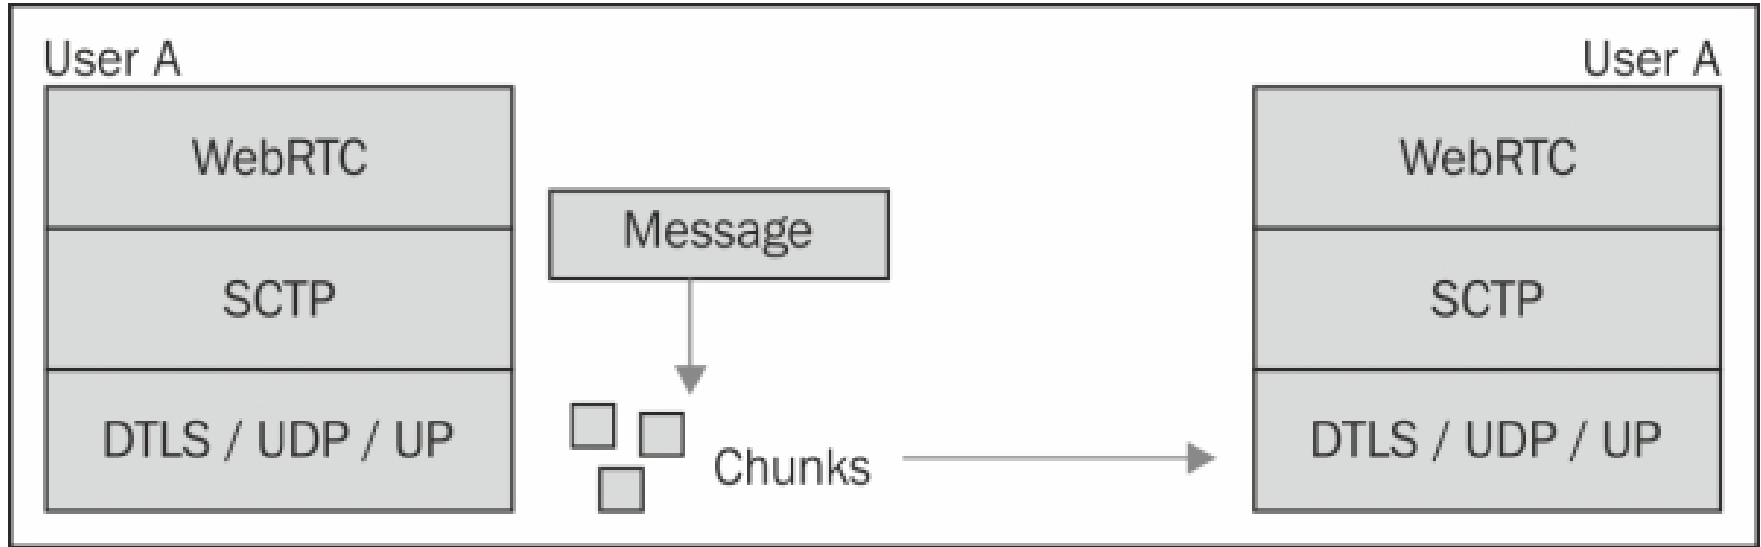 User A
WebRTC
SCTP
DTLS / UDP / UP
Message
Chunks
User A
WebRTC
SCTP
DTLS / UDP / UP